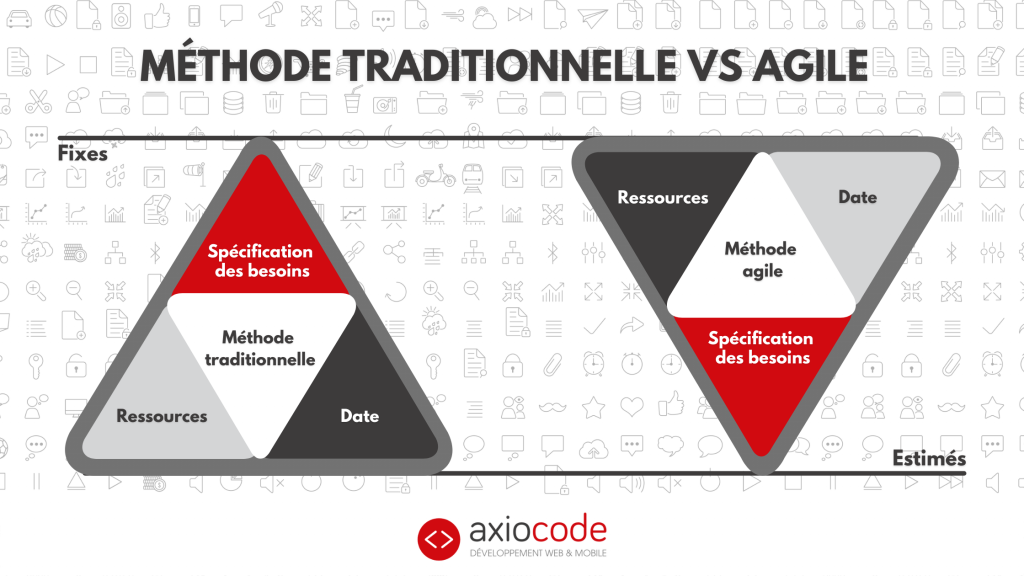 MÉTHODE TRADITIONNELLE VS AGILE
Fixes
Spécification
des besoins
Méthode
traditionnelle
Ressources
Date
Ressources
Date
Méthode
agile
Spécification
des besoins
Estimés
axiocode
DÉVELOPPEMENT WEB & MOBILE